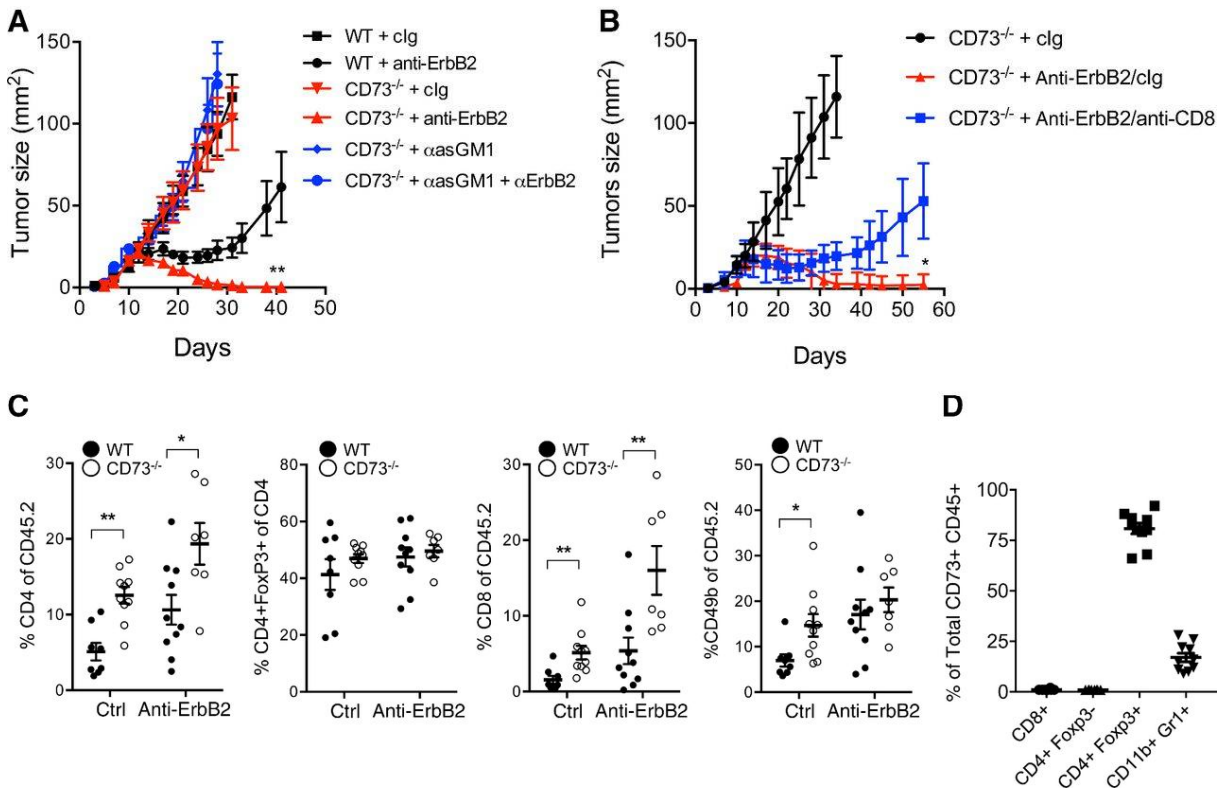 A
Tumor size (mm²)
150
100
50
0
0 10 20 30 40 50
Days
**
WT + cIg
WT + anti-ErbB2
CD73⁻/⁻ + cIg
CD73⁻/⁻ + anti-ErbB2
CD73⁻/⁻ + αasGM1
CD73⁻/⁻ + αasGM1 + αErbB2
B
Tumors size (mm²)
150
100
50
0
0 10 20 30 40 50 60
Days
*
CD73⁻/⁻ + cIg
CD73⁻/⁻ + Anti-ErbB2/cIg
CD73⁻/⁻ + Anti-ErbB2/anti-CD8
C
WT
CD73⁻/⁻
% CD4 of CD45.2
30
20
10
0
**
*
Ctrl Anti-ErbB2
WT
CD73⁻/⁻
% CD4+FoxP3+ of CD4
80
60
40
20
0
Ctrl Anti-ErbB2
WT
CD73⁻/⁻
% CD8 of CD45.2
30
20
10
0
**
**
Ctrl Anti-ErbB2
WT
CD73⁻/⁻
%CD49b of CD45.2
50
40
30
20
10
0
*
Ctrl Anti-ErbB2
D
% of Total CD73+ CD45+
100
75
50
25
0
CD8+
CD4+ Foxp3-
CD4+ Foxp3+
CD11b+ Gr1+